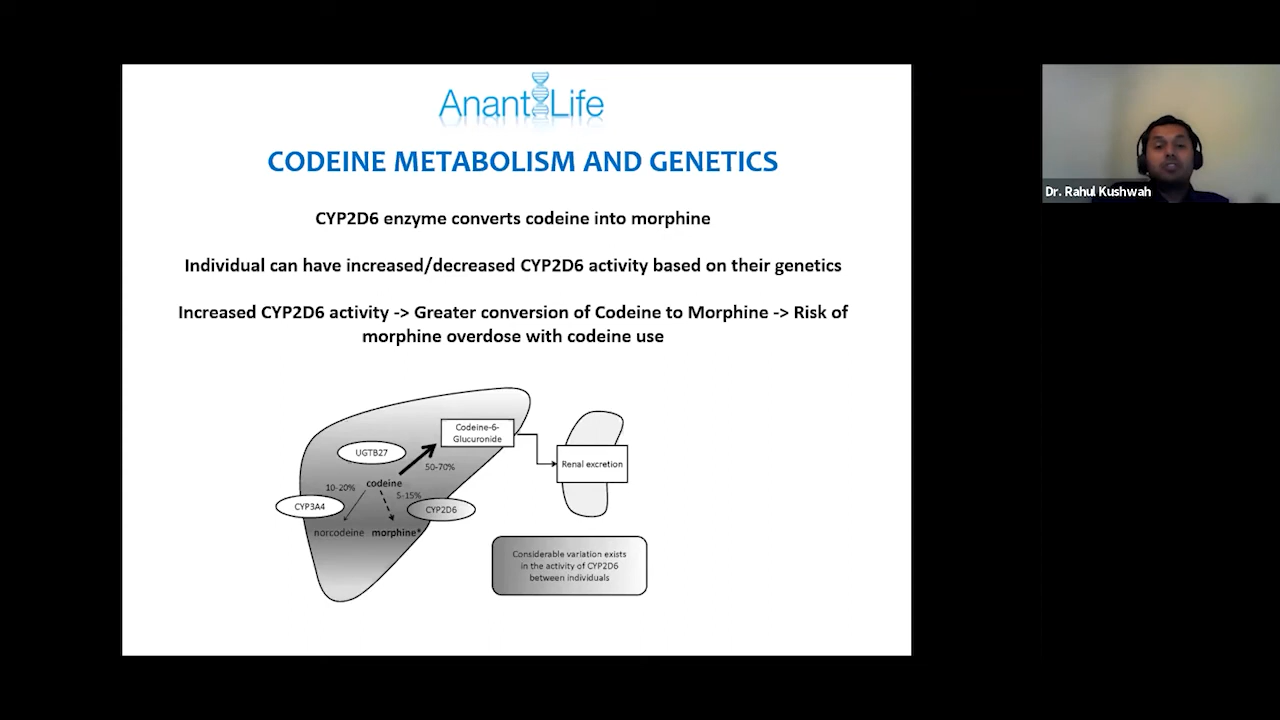 Anant Life
CODEINE METABOLISM AND GENETICS
Dr. Rahul Kushwah
CYP2D6 enzyme converts codeine into morphine
Individual can have increased/decreased CYP2D6 activity based on their genetics
Increased CYP2D6 activity -> Greater conversion of Codeine to Morphine -> Risk of
morphine overdose with codeine use
Codeine-6-
Glucuronide
UGTB27
50-70%
Renal excretion
codeine
10-20%
5-15%
CYP3A4
CYP2D6
norcodeine
morphine*
Considerable variation exists
in the activity of CYP2D6
between individuals